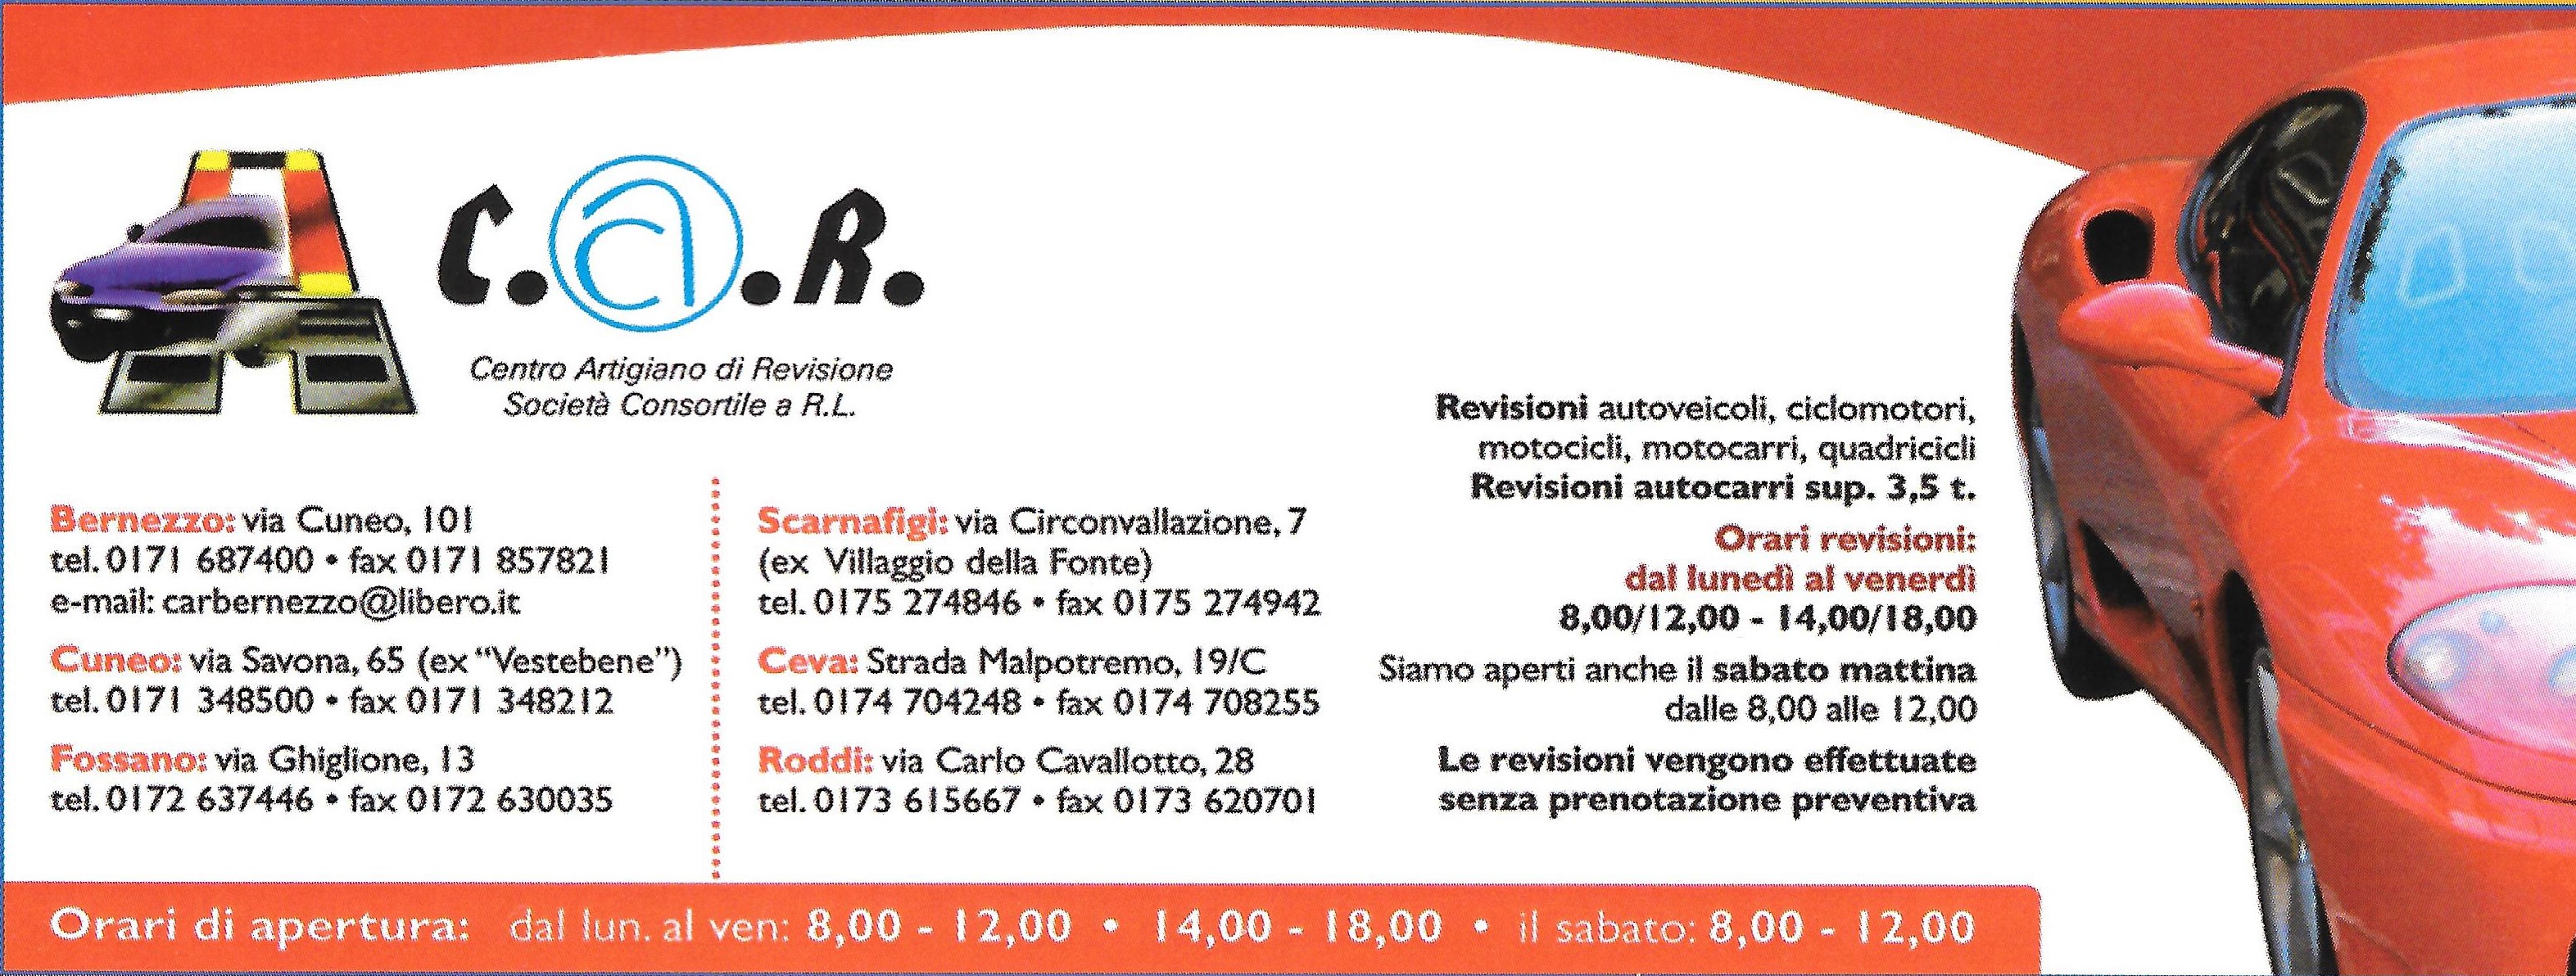 C.a.R.
Centro Artigiano di Revisione
Società Consortile a R.L.
Bernezzo: via Cuneo, 101
tel. 0171 687400 • fax 0171 857821
e-mail: carbernezzo@libero.it
Cuneo: via Savona, 65 (ex “Vestebene”)
tel. 0171 348500 • fax 0171 348212
Fossano: via Ghiglione, 13
tel. 0172 637446 • fax 0172 630035
Scarnafigi: via Circonvallazione, 7
(ex Villaggio della Fonte)
tel. 0175 274846 • fax 0175 274942
Ceva: Strada Malpotremo, 19/C
tel. 0174 704248 • fax 0174 708255
Roddi: via Carlo Cavallotto, 28
tel. 0173 615667 • fax 0173 620701
Revisioni autoveicoli, ciclomotori,
motocicli, motocarri, quadricicli
Revisioni autocarri sup. 3,5 t.
Orari revisioni:
dal lunedì al venerdì
8,00/12,00 - 14,00/18,00
Siamo aperti anche il sabato mattina
dalle 8,00 alle 12,00
Le revisioni vengono effettuate
senza prenotazione preventiva
Orari di apertura: dal lun. al ven: 8,00 - 12,00 • 14,00 - 18,00 • il sabato: 8,00 - 12,00